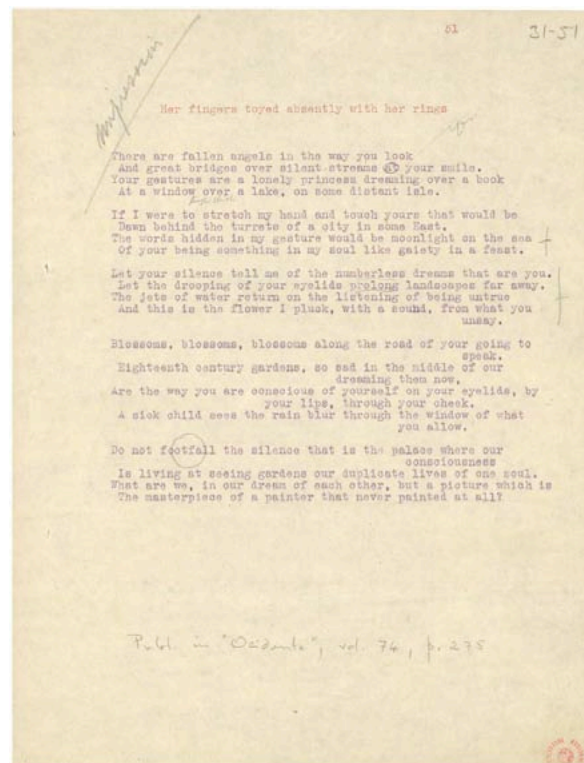 51
31-51
Her fingers toyed absently with her rings
There are fallen angels in the way you look
And great bridges over silent streams at your smile.
Your gestures are a lonely princess dreaming over a book
At a window over a lake, on some distant isle.
If I were to stretch my hand and touch yours that would be
Dawn behind the turrets of a city in some East.
The words hidden in my gesture would be moonlight on the sea
Of your being something in my soul like gaiety in a feast.
Let your silence tell me of the numberless dreams that are you.
Let the drooping of your eyelids prolong landscapes far away.
The jets of water return on the listening of being untrue
And this is the flower I pluck, with a sound, from what you
unsay.
Blossoms, blossoms, blossoms along the road of your going to
speak.
Eighteenth century gardens, so sad in the middle of our
dreaming them now,
Are the way you are conscious of yourself on your eyelids, by
your lips, through your cheek.
A sick child sees the rain blur through the window of what
you allow.
Do not footfall the silence that is the palace where our
consciousness
Is living at seeing gardens our duplicate lives of one soul.
What are we, in our dream of each other, but a picture which is
The masterpiece of a painter that never painted at all?
Publ. in "Ocidente", vol. 74, p. 275